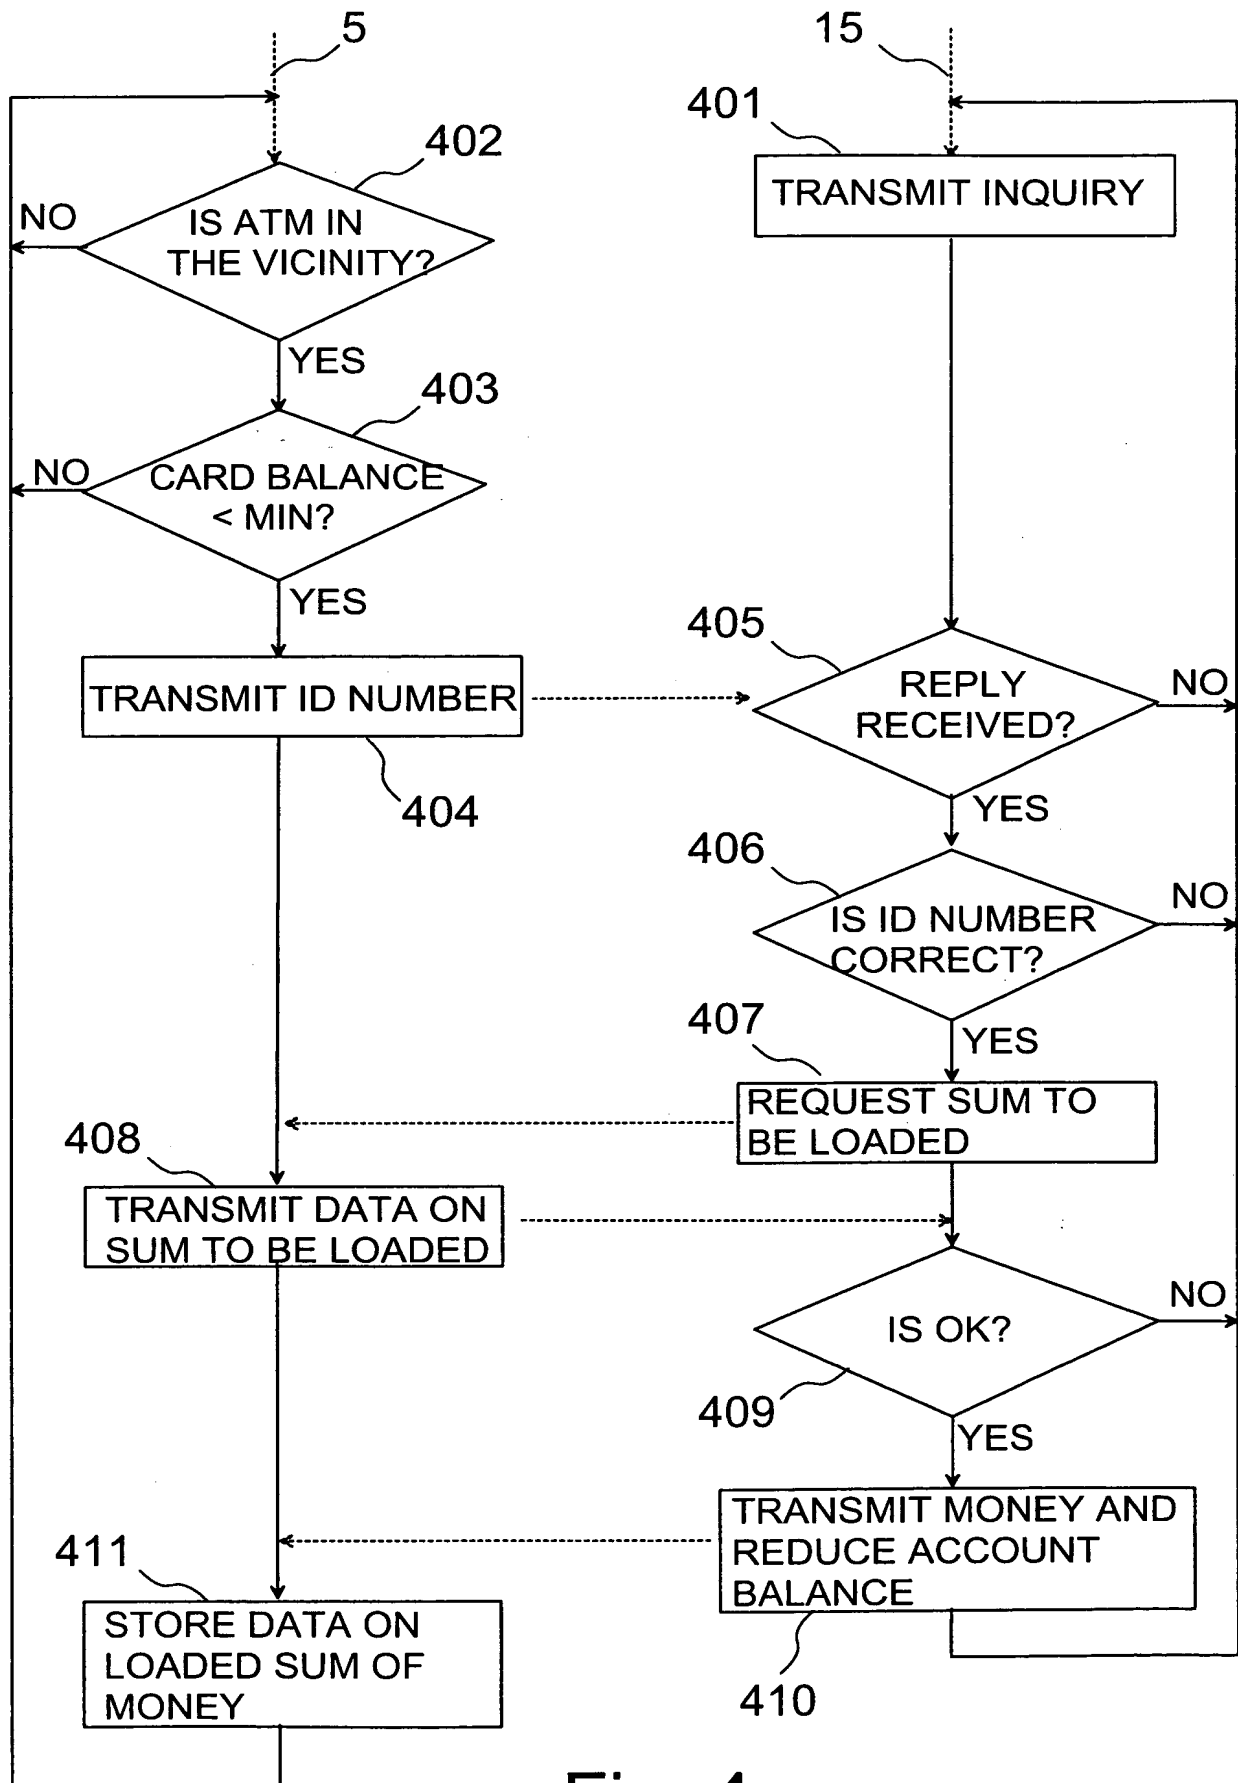 5
15
401
402
TRANSMIT INQUIRY
NO
IS ATM IN
THE VICINITY?
YES
403
NO
CARD BALANCE
< MIN?
YES
405
TRANSMIT ID NUMBER
REPLY
RECEIVED?
NO
404
YES
406
IS ID NUMBER
CORRECT?
NO
407
YES
REQUEST SUM TO
BE LOADED
408
TRANSMIT DATA ON
SUM TO BE LOADED
IS OK?
NO
409
YES
TRANSMIT MONEY AND
REDUCE ACCOUNT
BALANCE
411
STORE DATA ON
LOADED SUM OF
MONEY
410